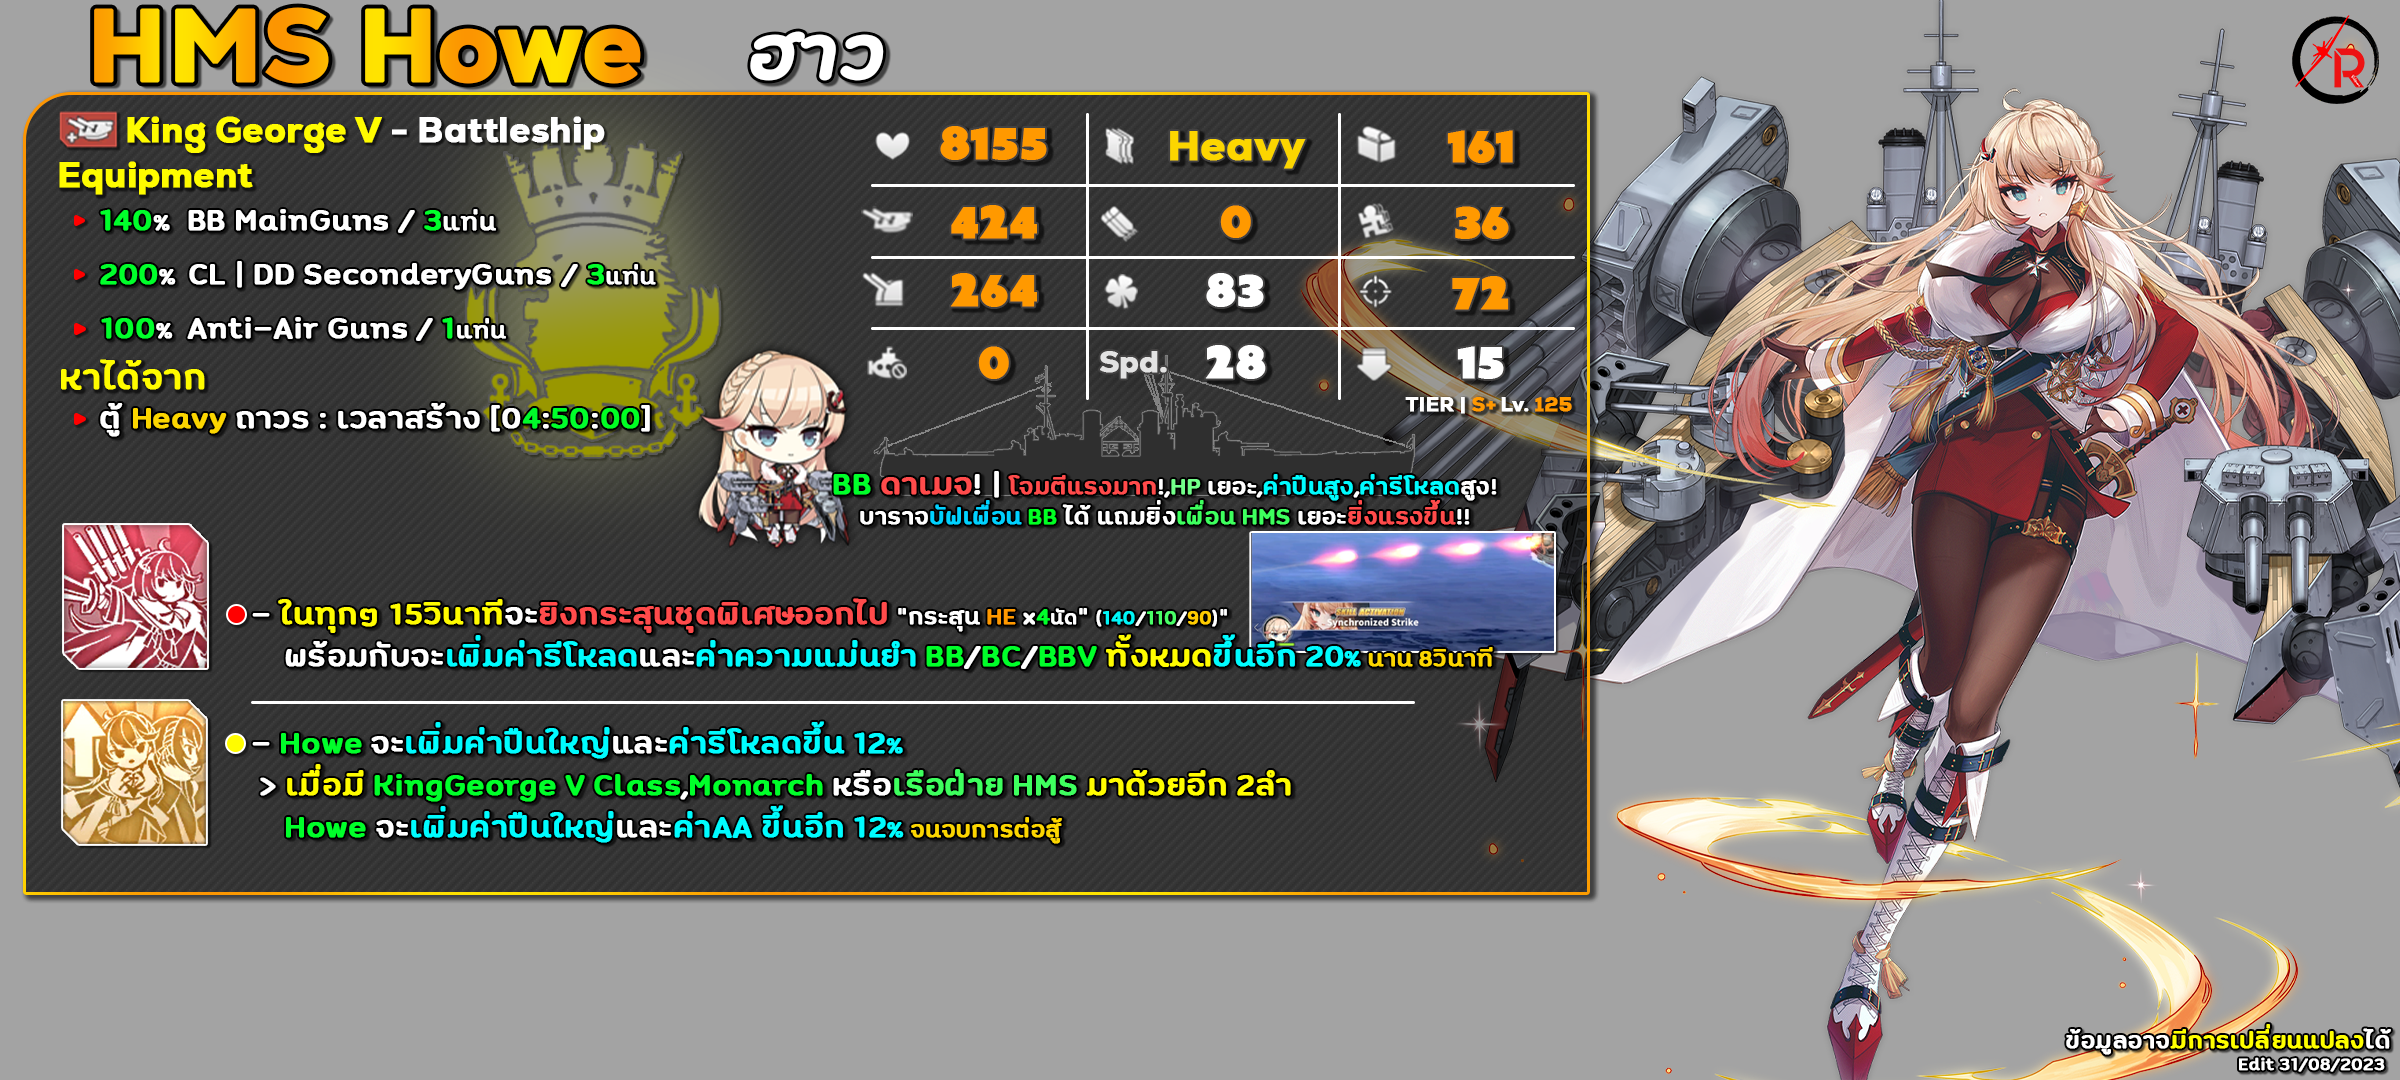 HMS Howe ฮาว
King George V - Battleship
Equipment
140% BB MainGuns / 3แท่น
200% CL | DD SeconderyGuns / 3แท่น
100% Anti-Air Guns / 1แท่น
หาได้จาก
ตู้ Heavy ถาวร : เวลาสร้าง [04:50:00]
8155 Heavy 161
424 0 36
264 83 72
0 Spd. 28 15
TIER | S+ Lv. 125
BB ดาเมจ! | โจมตีแรงมาก!,HP เยอะ,ค่าปืนสูง,ค่ารีโหลดสูง!
บาราจบัฟเพื่อน BB ได้ แถมยิ่งเพื่อน HMS เยอะยิ่งแรงขึ้น!!
SKILL ACTIVATION
Synchronized Strike
- ในทุกๆ 15วินาทีจะยิงกระสุนชุดพิเศษออกไป "กระสุน HE x4นัด" (140/110/90)"
พร้อมกับจะเพิ่มค่ารีโหลดและค่าความแม่นยำ BB/BC/BBV ทั้งหมดขึ้นอีก 20% นาน 8วินาที
- Howe จะเพิ่มค่าปืนใหญ่และค่ารีโหลดขึ้น 12%
> เมื่อมี KingGeorge V Class,Monarch หรือเรือฝ่าย HMS มาด้วยอีก 2ลำ
Howe จะเพิ่มค่าปืนใหญ่และค่าAA ขึ้นอีก 12% จนจบการต่อสู้
R
ข้อมูลอาจมีการเปลี่ยนแปลงได้
Edit 31/08/2023